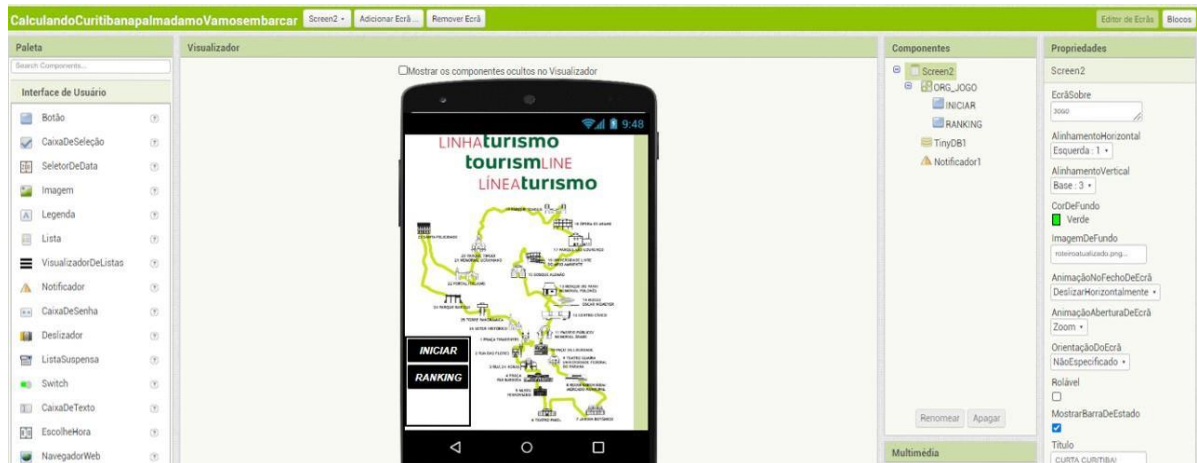 CalculandoCuritibanapalmadamoVamosembarcar
Screen2
Adicionar Ecrã ...
Remover Ecrã
Editor de Ecrãs
Blocos
Paleta
Search Components...
Interface de Usuário
Botão
CaixaDeSeleção
SeletorDeData
Imagem
Legenda
Lista
VisualizadorDeListas
Notificador
CaixaDeSenha
Deslizador
ListaSuspensa
Switch
CaixaDeTexto
EscolheHora
NavegadorWeb
Visualizador
Mostrar os componentes ocultos no Visualizador
9:48
LINHAturismo
tourismLINE
LÍNEAturismo
INICIAR
RANKING
Componentes
Screen2
ORG_JOGO
INICIAR
RANKING
TinyDB1
Notificador1
Renomear
Apagar
Multimédia
Propriedades
Screen2
EcrãSobre
JOGO
AlinhamentoHorizontal
Esquerda : 1
AlinhamentoVertical
Base : 3
CorDeFundo
Verde
ImagemDeFundo
roteiroatualizado.png...
AnimaçãoNoFechoDeEcrã
DeslizarHorizontalmente
AnimaçãoAberturaDeEcrã
Zoom
OrientaçãoDoEcrã
NãoEspecificado
Rolável
MostrarBarraDeEstado
Título
CURTA CURITIBA!